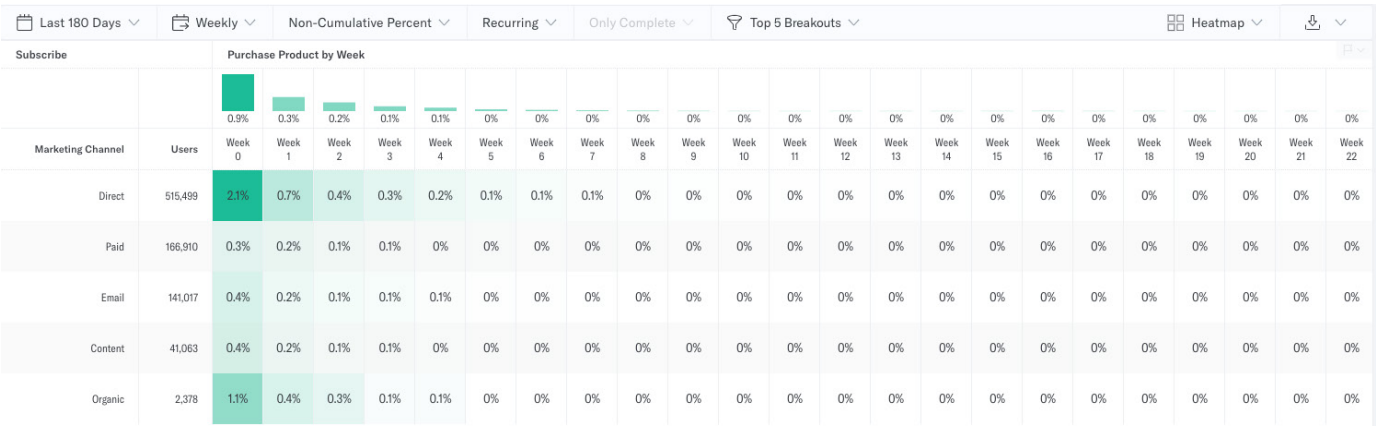 Last 180 Days Weekly Non-Cumulative Percent Recurring Only Complete Top 5 Breakouts Heatmap
Subscribe Purchase Product by Week
0.9% 0.3% 0.2% 0.1% 0.1% 0% 0% 0% 0% 0% 0% 0% 0% 0% 0% 0% 0% 0% 0% 0% 0% 0% 0%
Marketing Channel Users Week 0 Week 1 Week 2 Week 3 Week 4 Week 5 Week 6 Week 7 Week 8 Week 9 Week 10 Week 11 Week 12 Week 13 Week 14 Week 15 Week 16 Week 17 Week 18 Week 19 Week 20 Week 21 Week 22
Direct 515,499 2.1% 0.7% 0.4% 0.3% 0.2% 0.1% 0.1% 0.1% 0% 0% 0% 0% 0% 0% 0% 0% 0% 0% 0% 0% 0% 0% 0%
Paid 166,910 0.3% 0.2% 0.1% 0.1% 0% 0% 0% 0% 0% 0% 0% 0% 0% 0% 0% 0% 0% 0% 0% 0% 0% 0% 0%
Email 141,017 0.4% 0.2% 0.1% 0.1% 0.1% 0% 0% 0% 0% 0% 0% 0% 0% 0% 0% 0% 0% 0% 0% 0% 0% 0% 0%
Content 41,063 0.4% 0.2% 0.1% 0.1% 0% 0% 0% 0% 0% 0% 0% 0% 0% 0% 0% 0% 0% 0% 0% 0% 0% 0% 0%
Organic 2,378 1.1% 0.4% 0.3% 0.1% 0.1% 0% 0% 0% 0% 0% 0% 0% 0% 0% 0% 0% 0% 0% 0% 0% 0% 0% 0%